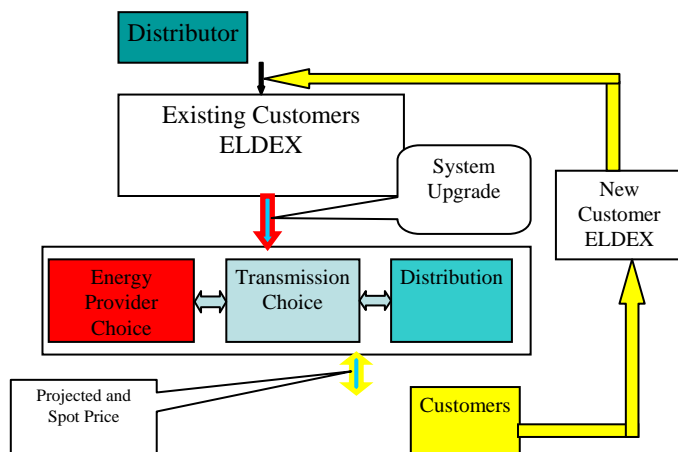 Distributor
Existing Customers
ELDEX
System
Upgrade
New
Customer
ELDEX
Energy
Provider
Choice
Transmission
Choice
Distribution
Projected and
Spot Price
Customers